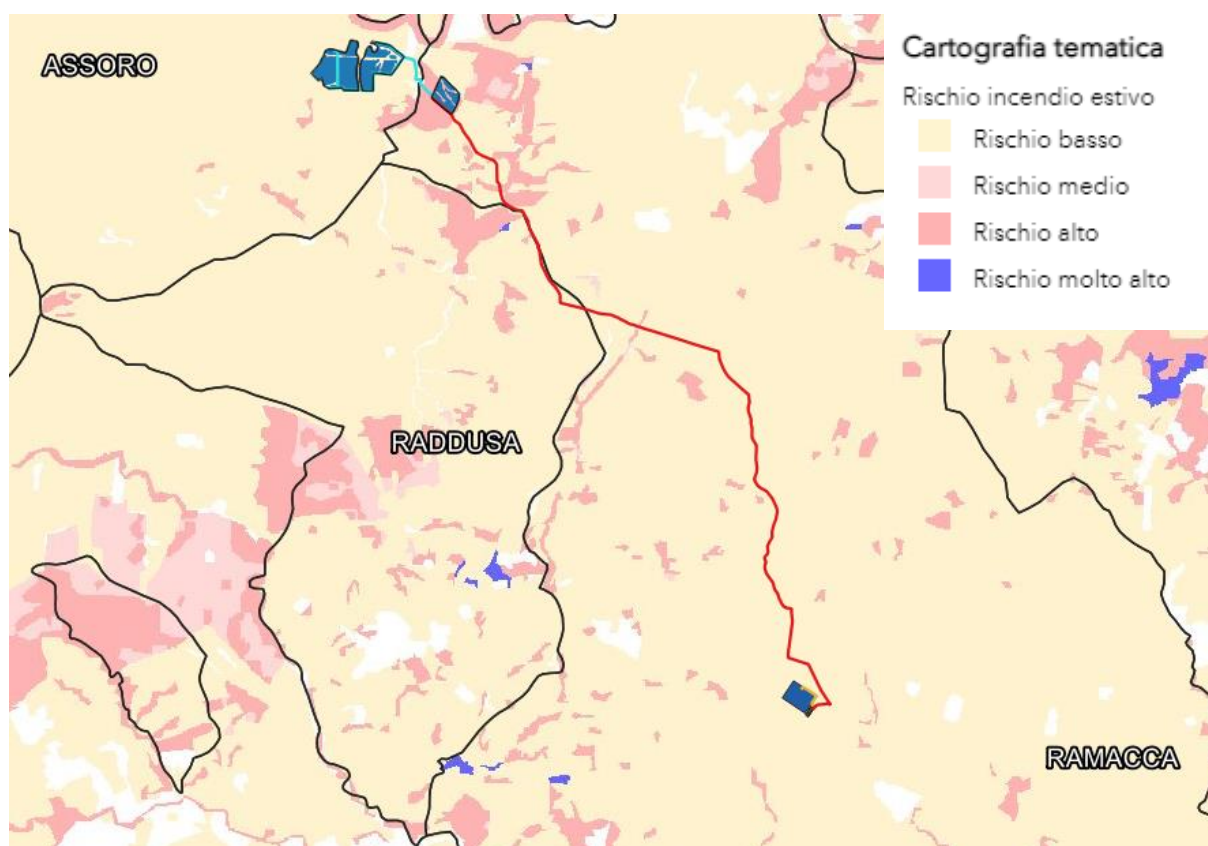 Cartografia tematica
Rischio incendio estivo
Rischio basso
Rischio medio
Rischio alto
Rischio molto alto
ASSORO
RADDUSA
RAMACCA